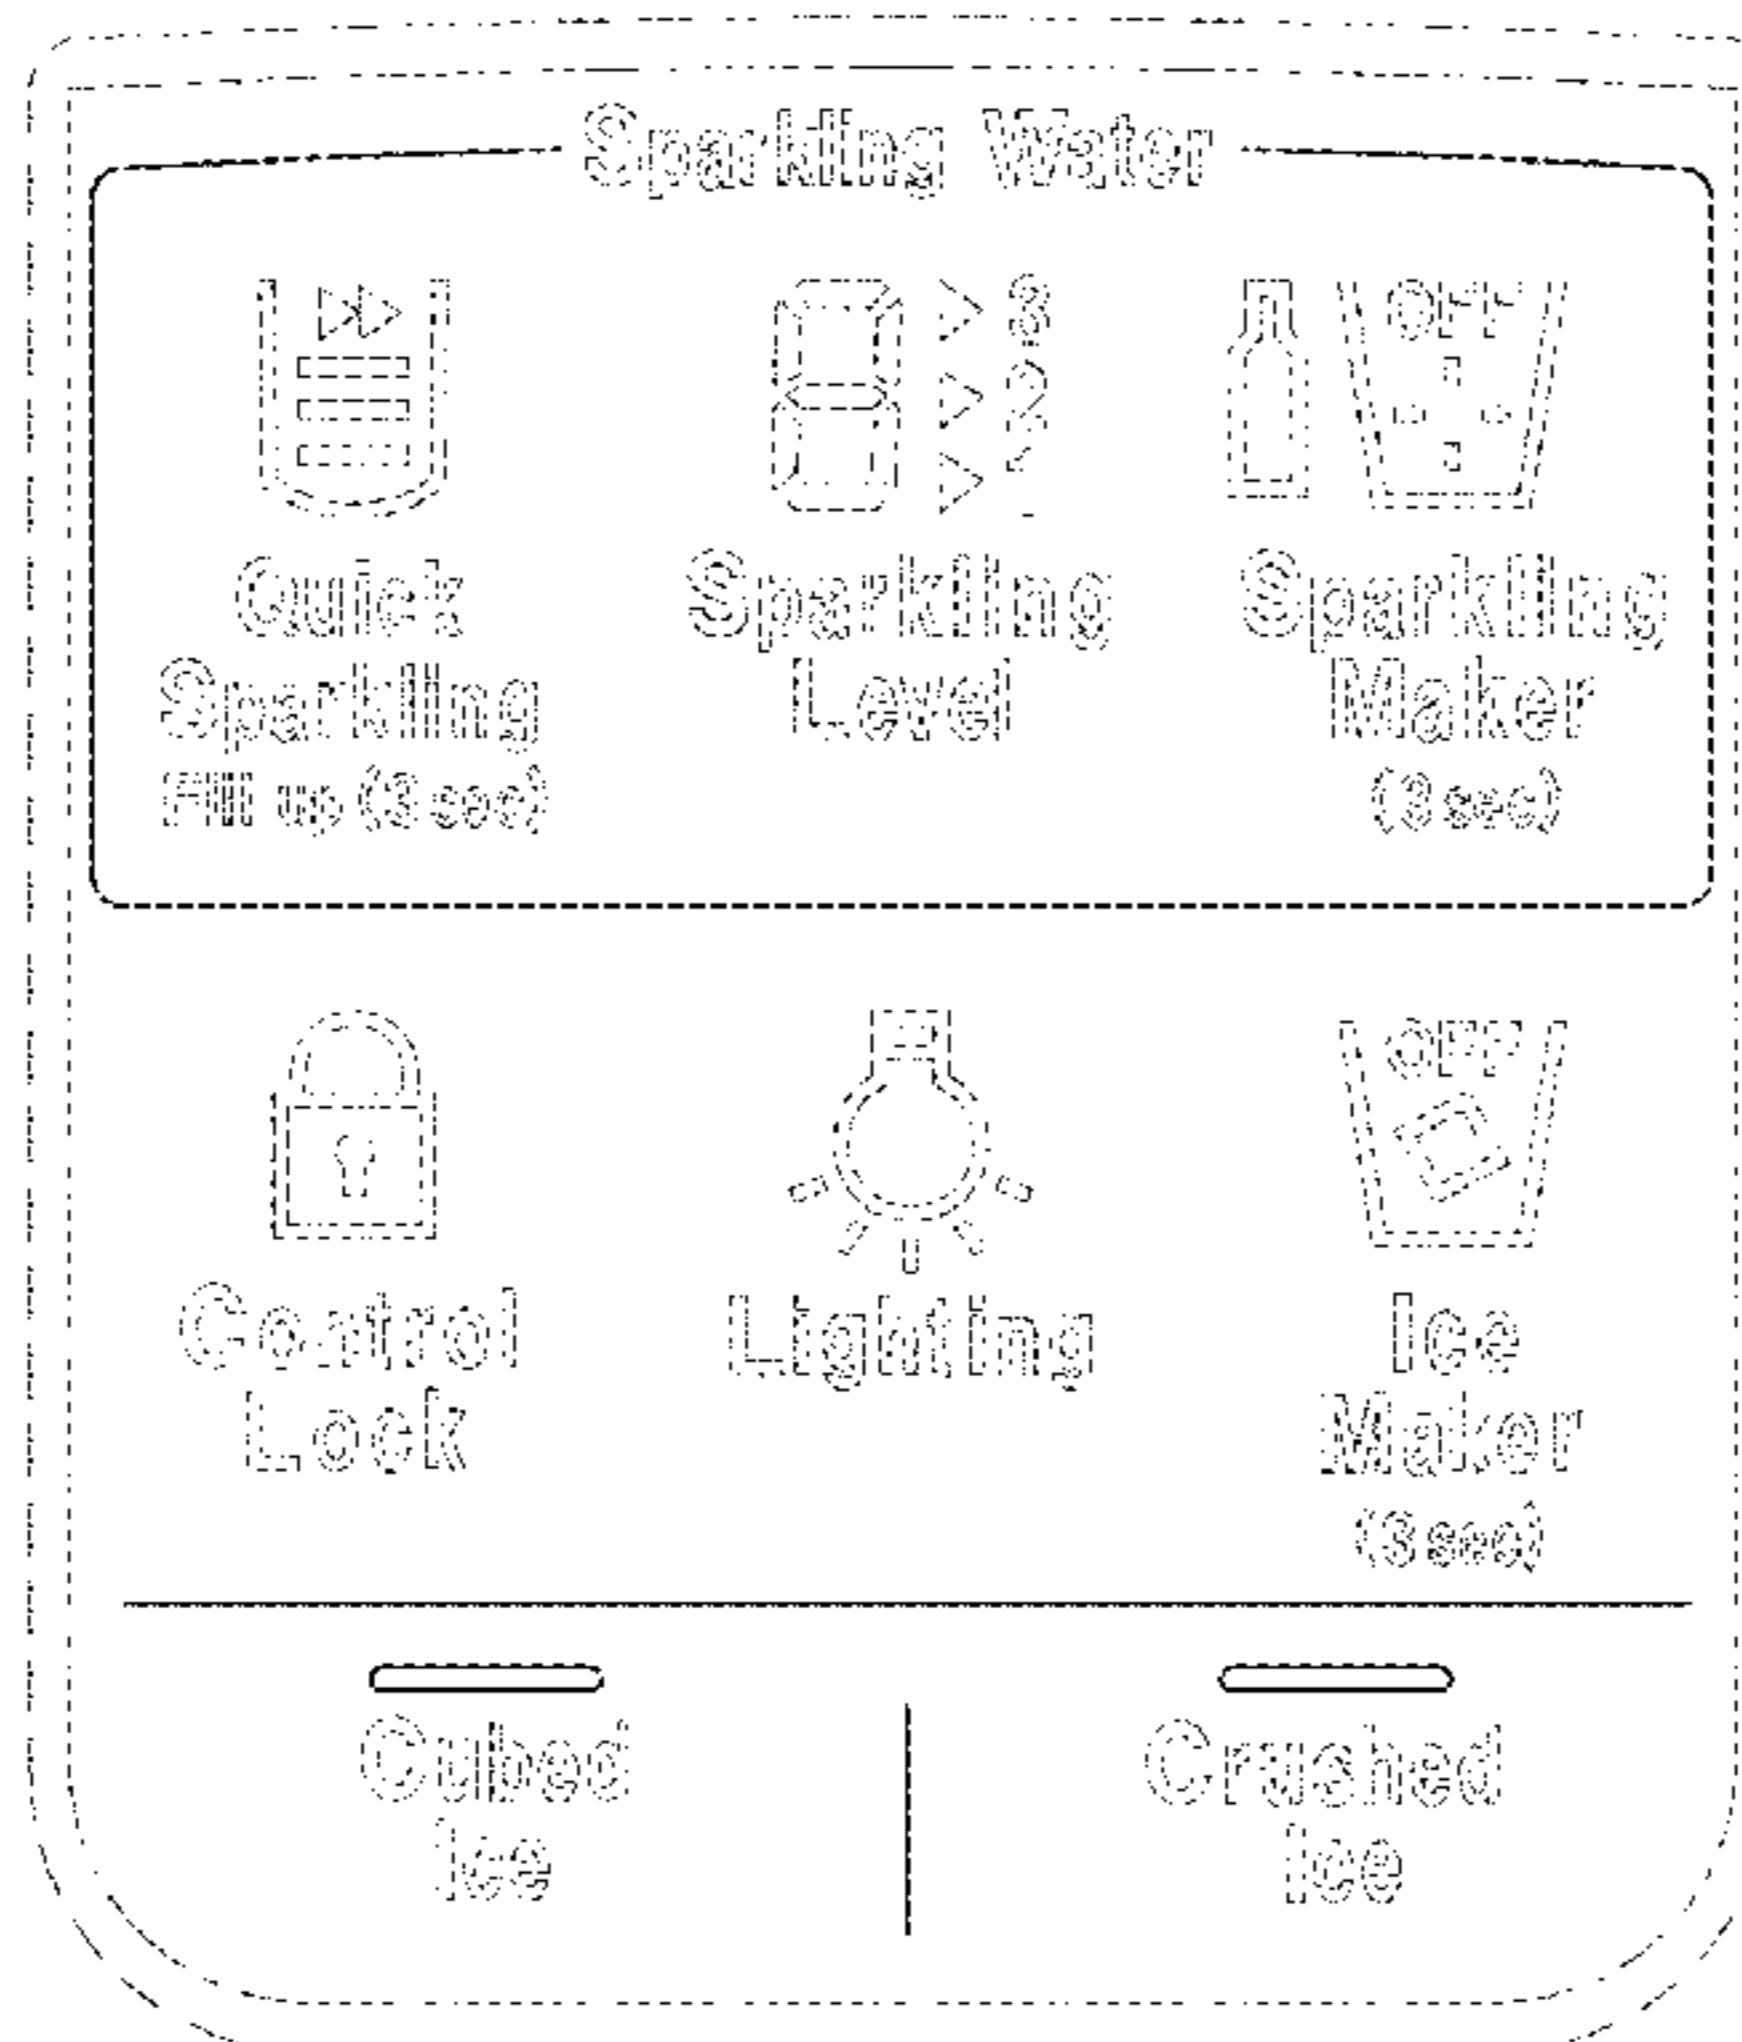 Sparkling Water
OFF
3
2
Quick
Sparkling
Fill up (3 sec)
Sparkling
Level
Sparkling
Maker
(3 sec)
OFF
Control
Lock
Lighting
Ice
Maker
(3 sec)
Cubed
Ice
Crushed
Ice